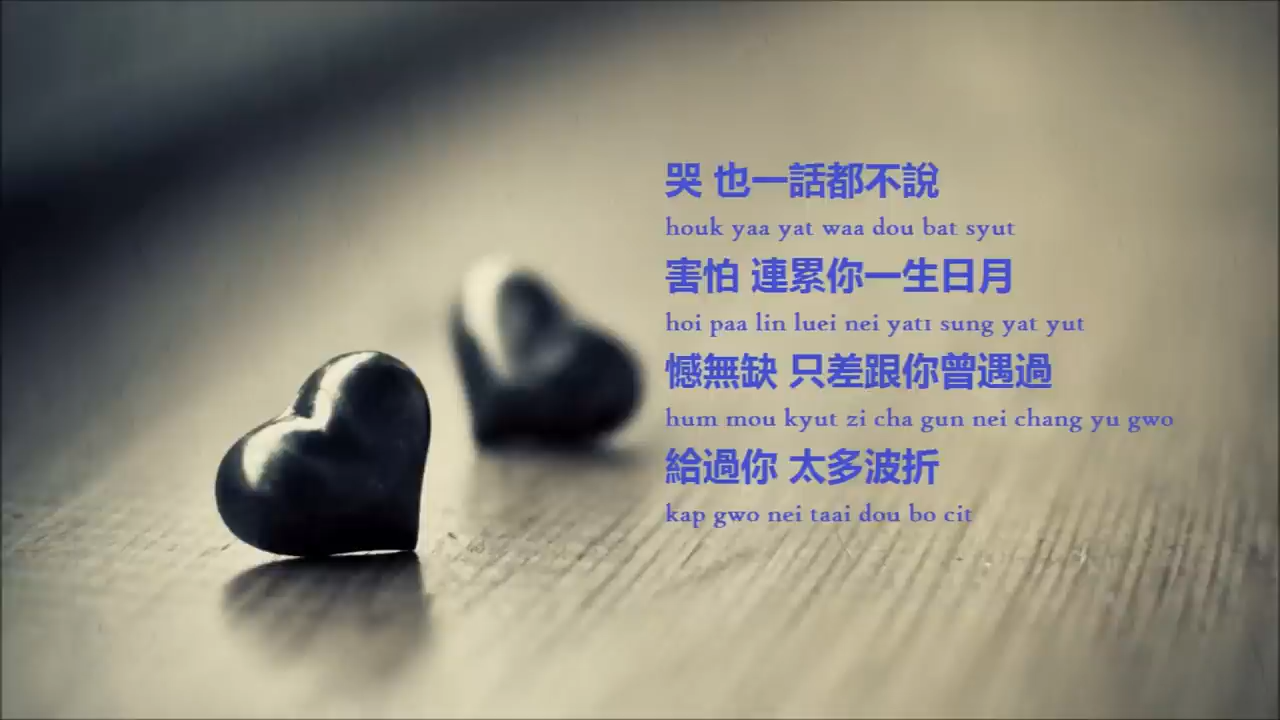 哭 也一話都不說
houk yaa yat waa dou bat syut
害怕 連累你一生日月
hoi paa lin luei nei yat1 sung yat yut
憾無缺 只差跟你曾遇過
hum mou kyut zi cha gun nei chang yu gwo
給過你 太多波折
kap gwo nei taai dou bo cit